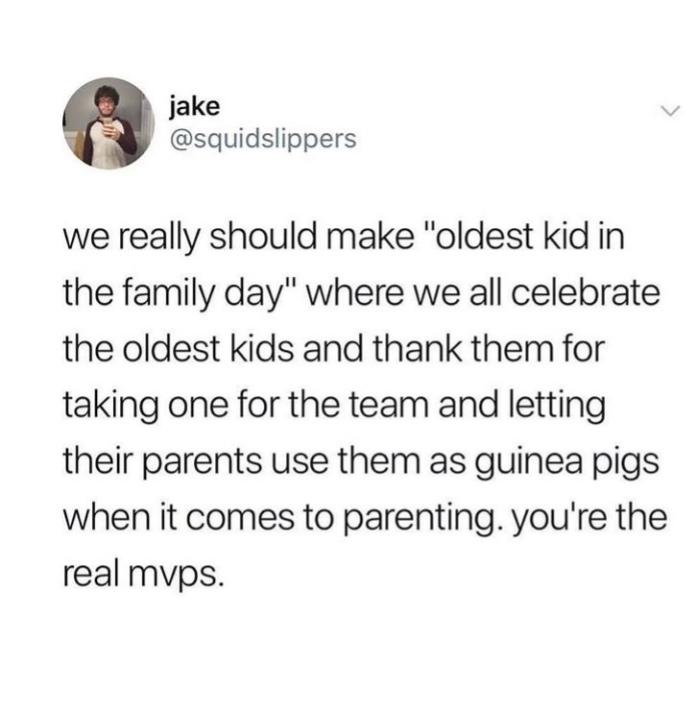 jake
@squidslippers
we really should make "oldest kid in
the family day" where we all celebrate
the oldest kids and thank them for
taking one for the team and letting
their parents use them as guinea pigs
when it comes to parenting. you're the
real mvps.